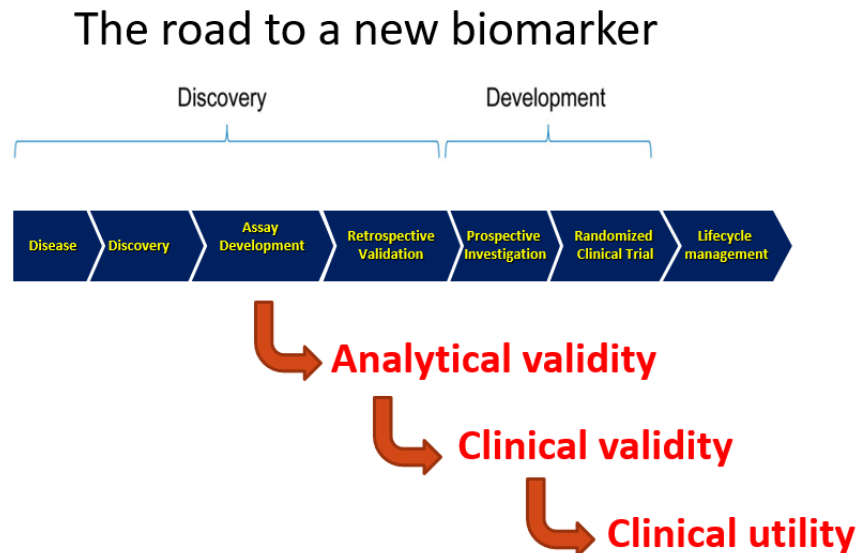 The road to a new biomarker
Discovery
Development
Disease
Discovery
Assay
Development
Retrospective
Validation
Prospective
Investigation
Randomized
Clinical Trial
Lifecycle
management
Analytical validity
Clinical validity
Clinical utility